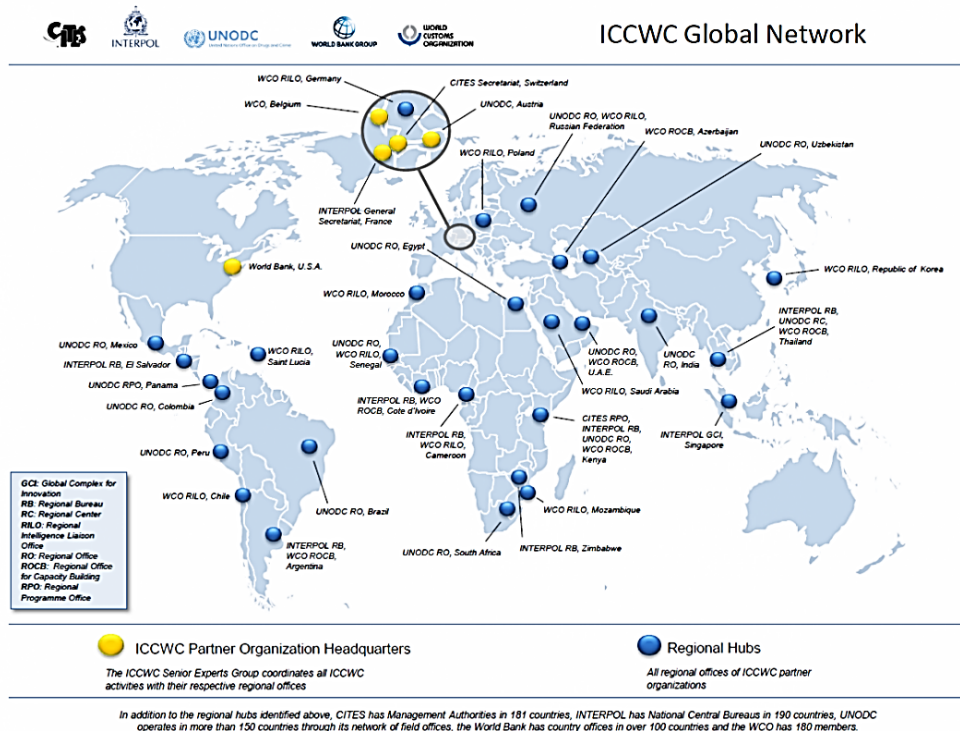 CITES
INTERPOL
UNODC
United Nations Office on Drugs and Crime
WORLD BANK GROUP
WORLD
CUSTOMS
ORGANIZATION
ICCWC Global Network
WCO RILO, Germany
CITES Secretariat, Switzerland
WCO, Belgium
UNODC, Austria
UNODC RO, WCO RILO,
Russian Federation
WCO ROCB, Azerbaijan
UNODC RO, Uzbekistan
WCO RILO, Poland
INTERPOL General
Secretariat, France
UNODC RO, Egypt
World Bank, U.S.A.
WCO RILO, Republic of Korea
WCO RILO, Morocco
INTERPOL RB,
UNODC RC,
WCO ROCB,
Thailand
UNODC RO, Mexico
INTERPOL RB, El Salvador
WCO RILO,
Saint Lucia
UNODC RO,
WCO RILO,
Senegal
UNODC RO,
WCO ROCB,
U.A.E.
UNODC
RO, India
UNODC RPO, Panama
WCO RILO, Saudi Arabia
UNODC RO, Colombia
INTERPOL RB, WCO
ROCB, Cote d'Ivoire
CITES RPO,
INTERPOL RB,
UNODC RO,
WCO ROCB,
Kenya
INTERPOL RB,
WCO RILO,
Cameroon
INTERPOL GCI,
Singapore
UNODC RO, Peru
UNODC RO, Brazil
WCO RILO, Chile
WCO RILO, Mozambique
INTERPOL RB,
WCO ROCB,
Argentina
UNODC RO, South Africa
INTERPOL RB, Zimbabwe
GCI: Global Complex for
Innovation
RB: Regional Bureau
RC: Regional Center
RILO: Regional
Intelligence Liaison
Office
RO: Regional Office
ROCB: Regional Office
for Capacity Building
RPO: Regional
Programme Office
ICCWC Partner Organization Headquarters
The ICCWC Senior Experts Group coordinates all ICCWC
activities with their respective regional offices
Regional Hubs
All regional offices of ICCWC partner
organizations
In addition to the regional hubs identified above, CITES has Management Authorities in 181 countries, INTERPOL has National Central Bureaus in 190 countries, UNODC
operates in more than 150 countries through its network of field offices, the World Bank has country offices in over 100 countries and the WCO has 180 members.